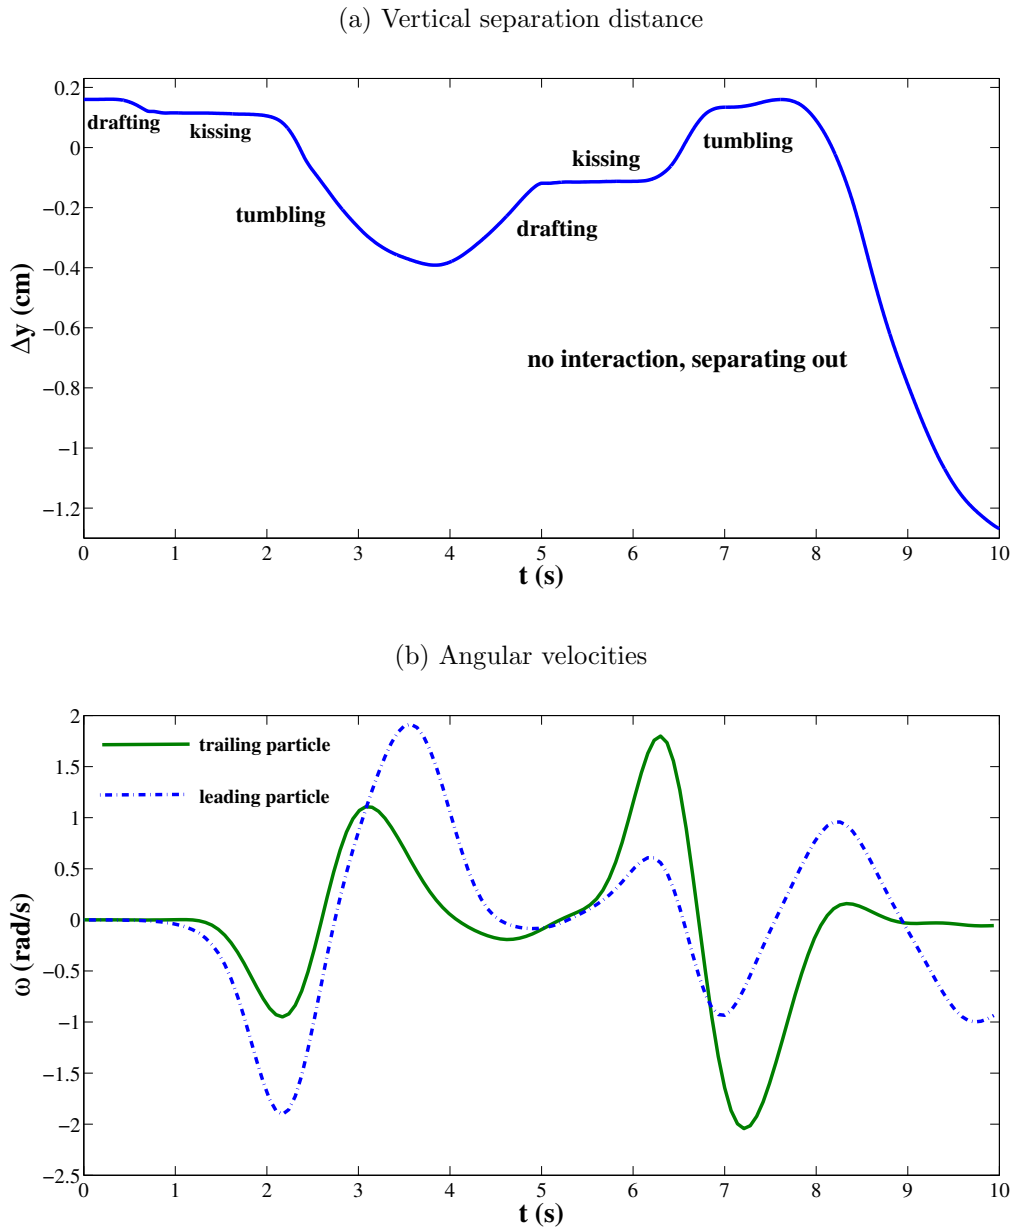 (a) Vertical separation distance
0.2
0
−0.2
−0.4
−0.6
−0.8
−1
−1.2
Δy (cm)
drafting
kissing
tumbling
drafting
kissing
tumbling
no interaction, separating out
0 1 2 3 4 5 6 7 8 9 10
t (s)
(b) Angular velocities
2
1.5
1
0.5
0
−0.5
−1
−1.5
−2
−2.5
ω (rad/s)
trailing particle
leading particle
0 1 2 3 4 5 6 7 8 9 10
t (s)